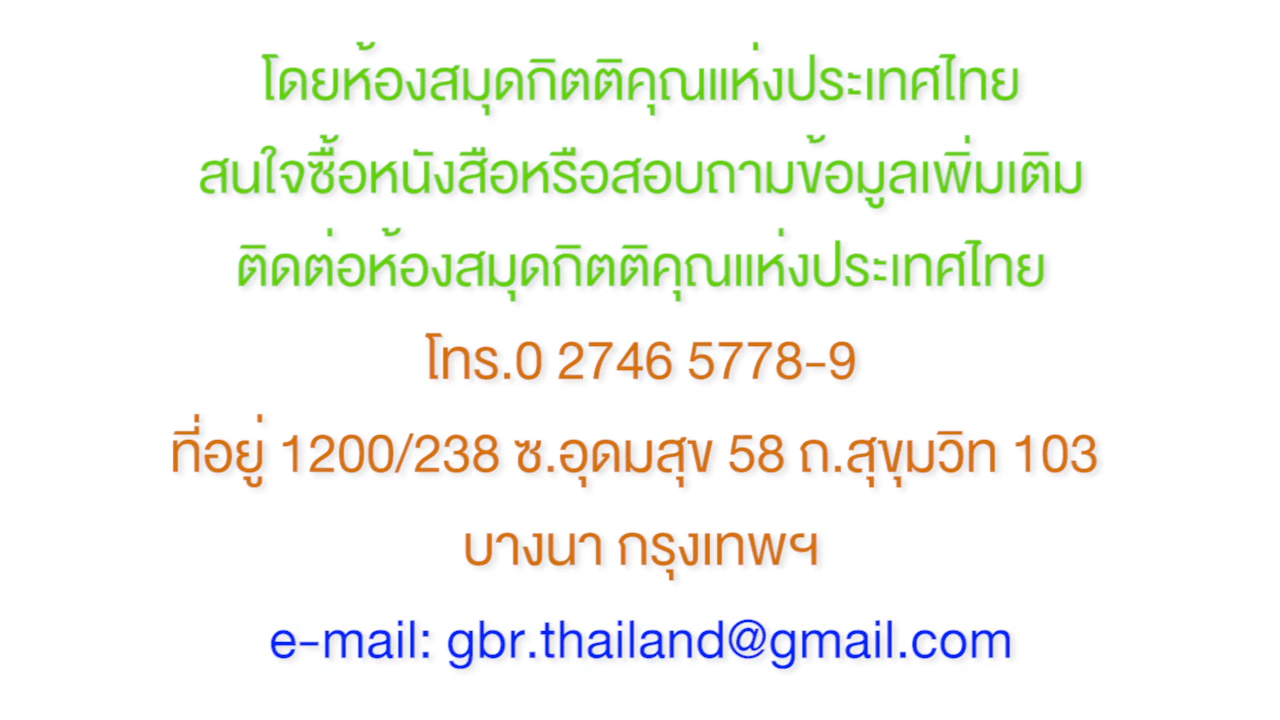 โดยห้องสมุดกิตติคุณแห่งประเทศไทย
สนใจซื้อหนังสือหรือสอบถามข้อมูลเพิ่มเติม
ติดต่อห้องสมุดกิตติคุณแห่งประเทศไทย
โทร.0 2746 5778-9
ที่อยู่ 1200/238 ซ.อุดมสุข 58 ถ.สุขุมวิท 103
บางนา กรุงเทพฯ
e-mail: gbr.thailand@gmail.com